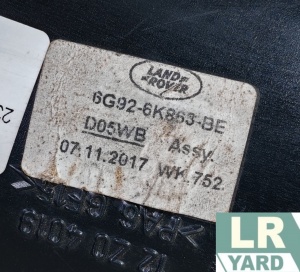 LAND
ROVER
6G92-6K863-BE
D05WB Assy.
07.11.2017 WK.752
LR
YARD